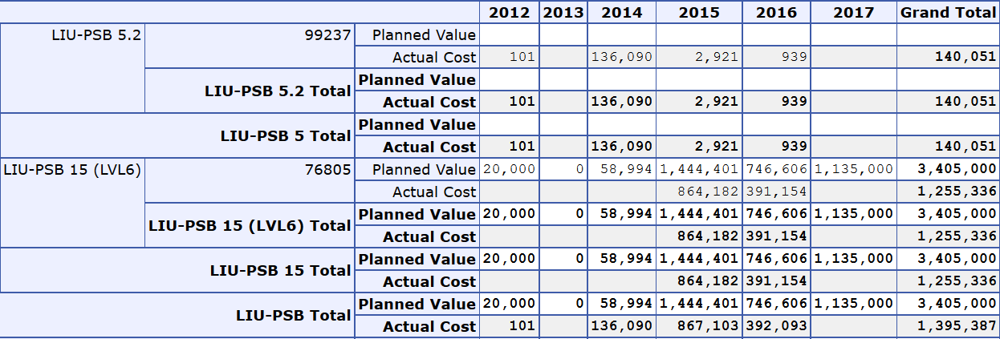 2012 2013 2014 2015 2016 2017 Grand Total
LIU-PSB 5.2 99237 Planned Value
Actual Cost 101 136,090 2,921 939 140,051
LIU-PSB 5.2 Total Planned Value
Actual Cost 101 136,090 2,921 939 140,051
LIU-PSB 5 Total Planned Value
Actual Cost 101 136,090 2,921 939 140,051
LIU-PSB 15 (LVL6) 76805 Planned Value 20,000 0 58,994 1,444,401 746,606 1,135,000 3,405,000
Actual Cost 864,182 391,154 1,255,336
LIU-PSB 15 (LVL6) Total Planned Value 20,000 0 58,994 1,444,401 746,606 1,135,000 3,405,000
Actual Cost 864,182 391,154 1,255,336
LIU-PSB 15 Total Planned Value 20,000 0 58,994 1,444,401 746,606 1,135,000 3,405,000
Actual Cost 864,182 391,154 1,255,336
LIU-PSB Total Planned Value 20,000 0 58,994 1,444,401 746,606 1,135,000 3,405,000
Actual Cost 101 136,090 867,103 392,093 1,395,387